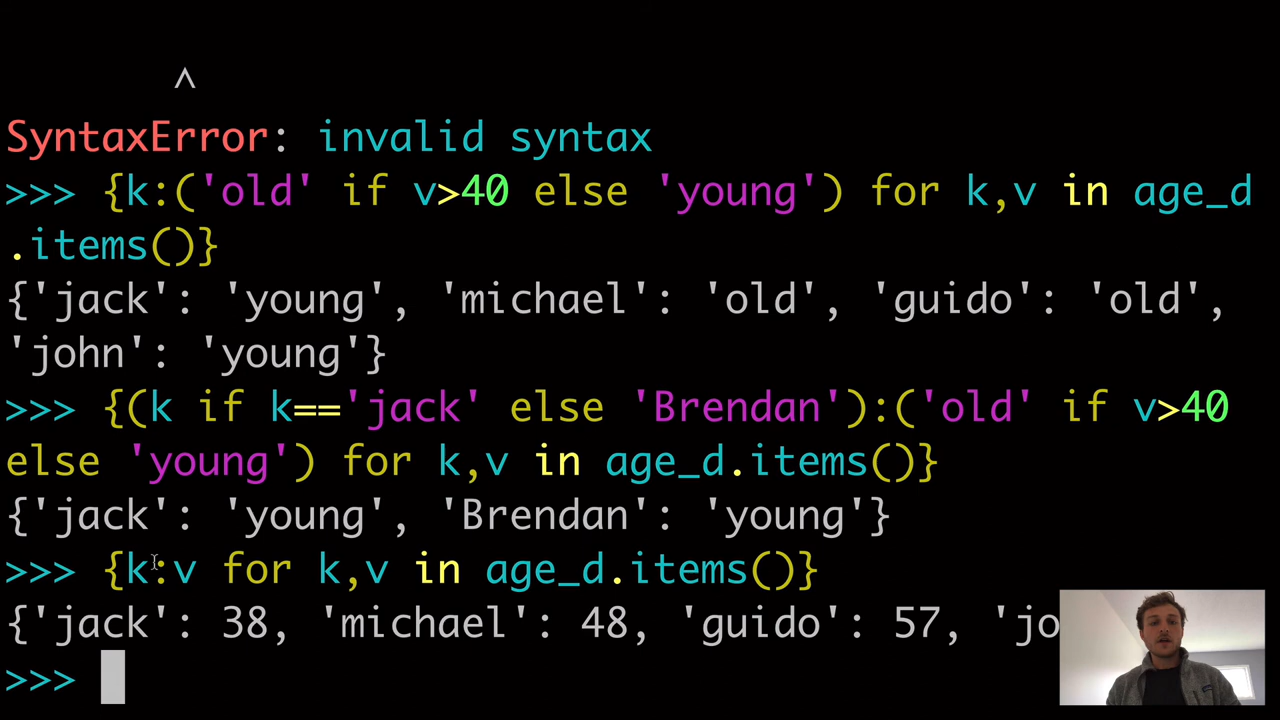 ^
SyntaxError: invalid syntax
>>> {k:('old' if v>40 else 'young') for k,v in age_d
.items()}
{'jack': 'young', 'michael': 'old', 'guido': 'old',
'john': 'young'}
>>> {(k if k=='jack' else 'Brendan'):('old' if v>40
else 'young') for k,v in age_d.items()}
{'jack': 'young', 'Brendan': 'young'}
>>> {k:v for k,v in age_d.items()}
{'jack': 38, 'michael': 48, 'guido': 57, 'jo
>>>